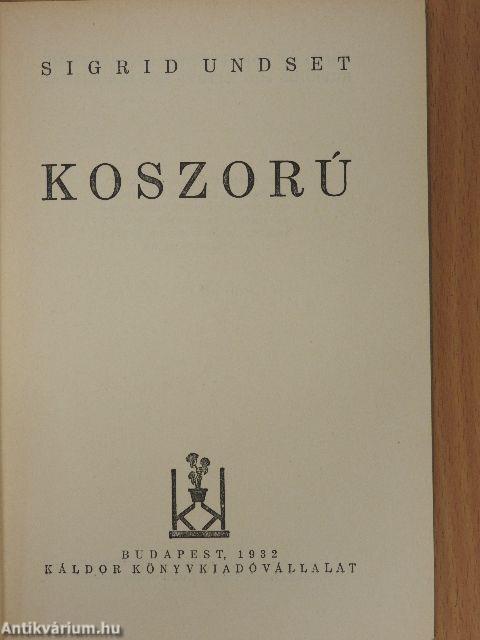 SIGRID UNDSET
KOSZORÚ
BUDAPEST, 1932
KÁLDOR KÖNYVKIADÓVÁLLALAT
Antikvárium.hu